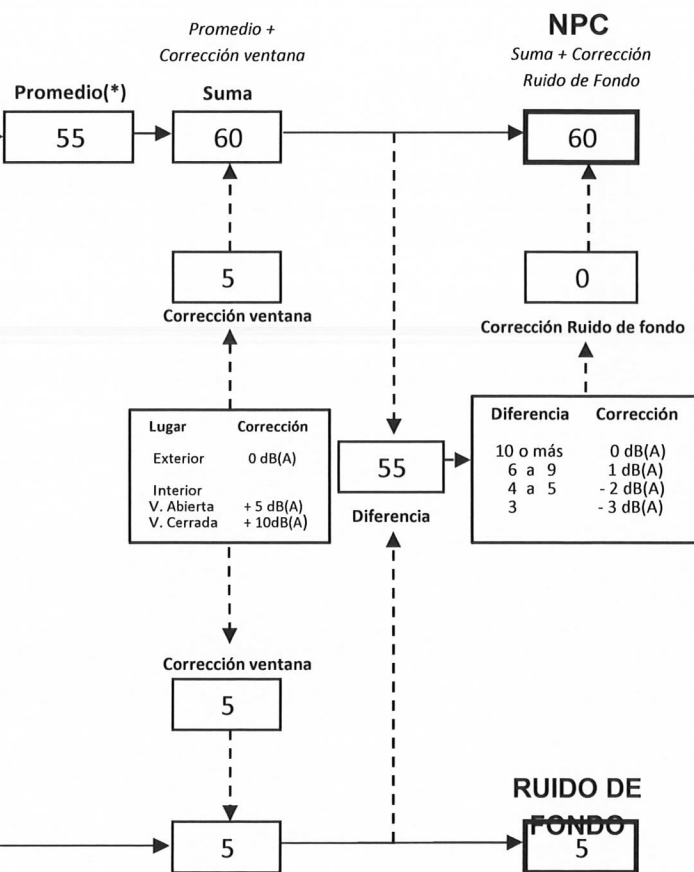 Promedio +
Corrección ventana
NPC
Suma + Corrección
Ruido de Fondo
Promedio(*)
Suma
55
60
60
5
0
Corrección ventana
Corrección Ruido de fondo
Lugar Corrección
Exterior 0 dB(A)
Interior
V. Abierta + 5 dB(A)
V. Cerrada + 10dB(A)
55
Diferencia
Diferencia Corrección
10 o más 0 dB(A)
6 a 9 1 dB(A)
4 a 5 - 2 dB(A)
3 - 3 dB(A)
Corrección ventana
5
RUIDO DE
FONDO
5
5